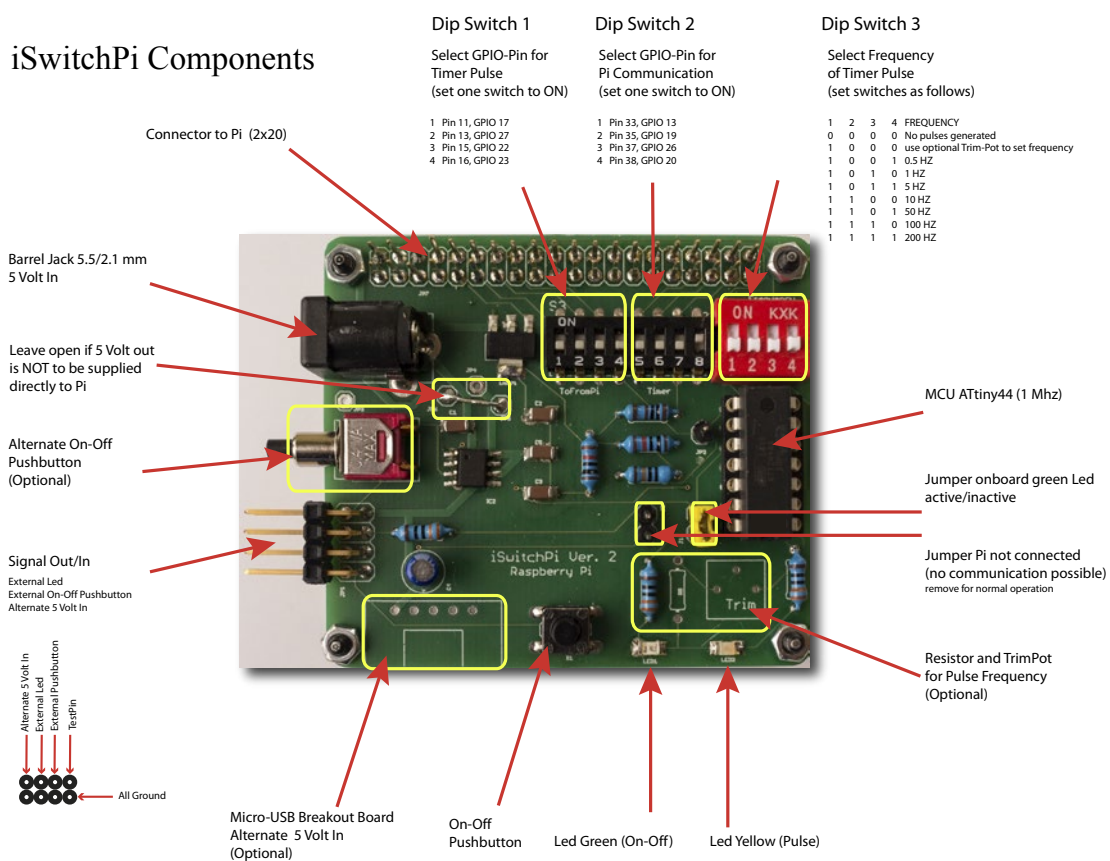 iSwitchPi Components
Dip Switch 1
Select GPIO-Pin for
Timer Pulse
(set one switch to ON)
1 Pin 11, GPIO 17
2 Pin 13, GPIO 27
3 Pin 15, GPIO 22
4 Pin 16, GPIO 23
Dip Switch 2
Select GPIO-Pin for
Pi Communication
(set one switch to ON)
1 Pin 33, GPIO 13
2 Pin 35, GPIO 19
3 Pin 37, GPIO 26
4 Pin 38, GPIO 20
Dip Switch 3
Select Frequency
of Timer Pulse
(set switches as follows)
1 2 3 4 FREQUENCY
0 0 0 0 No pulses generated
1 0 0 0 use optional Trim-Pot to set frequency
1 0 0 1 0.5 HZ
1 0 1 0 1 HZ
1 0 1 1 5 HZ
1 1 0 0 10 HZ
1 1 0 1 50 HZ
1 1 1 0 100 HZ
1 1 1 1 200 HZ
Connector to Pi (2x20)
Barrel Jack 5.5/2.1 mm
5 Volt In
Leave open if 5 Volt out
is NOT to be supplied
directly to Pi
Alternate On-Off
Pushbutton
(Optional)
Signal Out/In
External Led
External On-Off Pushbutton
Alternate 5 Volt In
S3
ON
1 2 3 4 5 6 7 8
ToFromPi
Timer
ON KXK
1 2 3 4
iSwitchPi Ver. 2
Raspberry Pi
Trim
MCU ATtiny44 (1 Mhz)
Jumper onboard green Led
active/inactive
Jumper Pi not connected
(no communication possible)
remove for normal operation
Resistor and TrimPot
for Pulse Frequency
(Optional)
Alternate 5 Volt In
External Led
External Pushbutton
TestPin
All Ground
Micro-USB Breakout Board
Alternate 5 Volt In
(Optional)
On-Off
Pushbutton
Led Green (On-Off)
Led Yellow (Pulse)